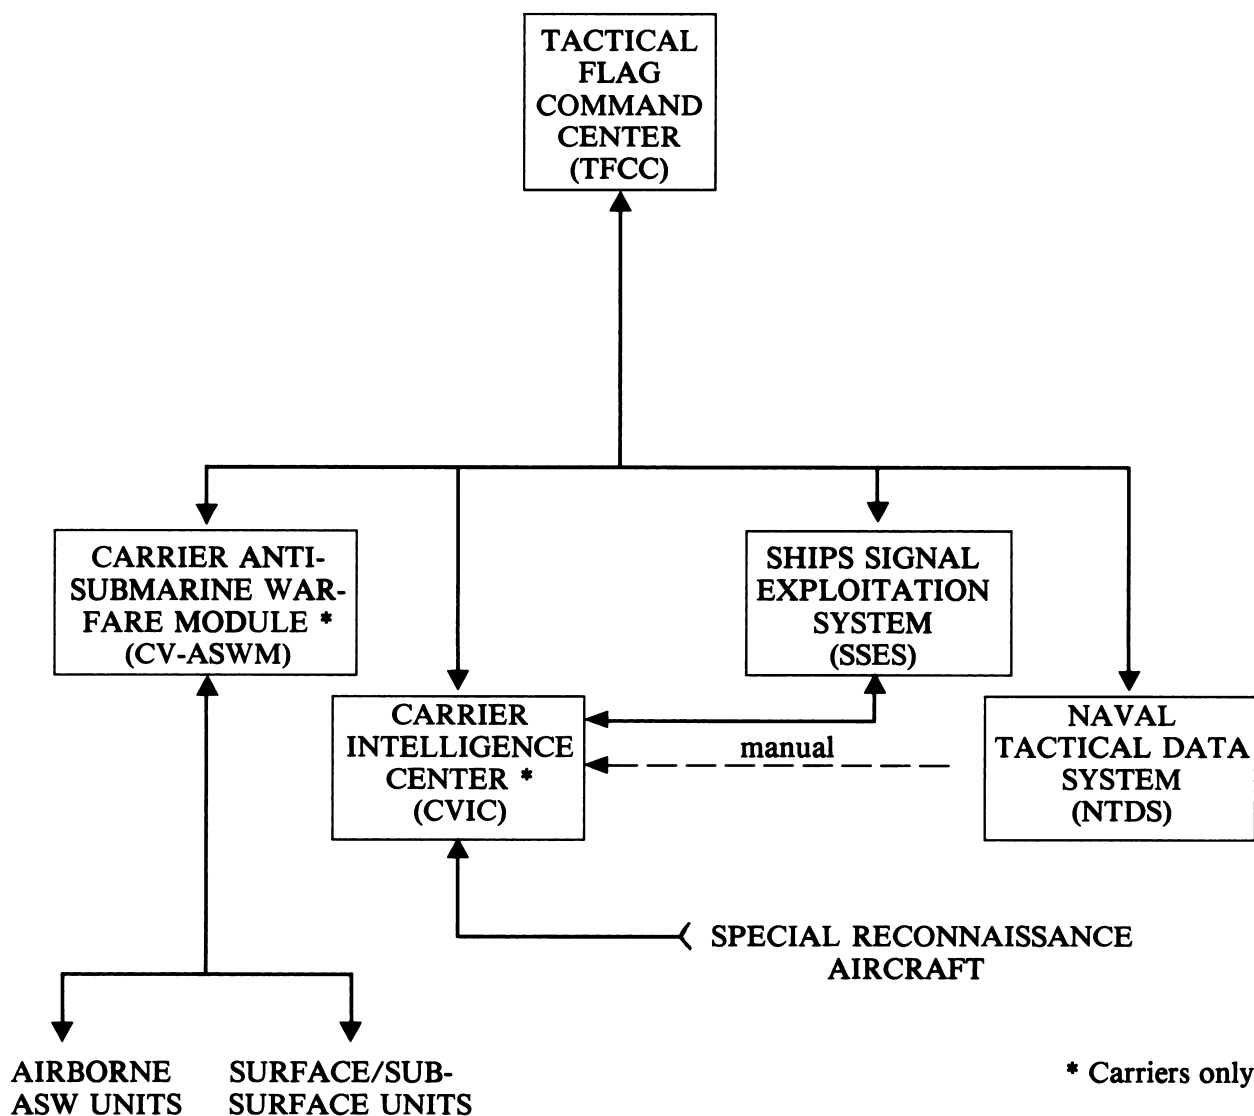 TACTICAL
FLAG
COMMAND
CENTER
(TFCC)
CARRIER ANTI-
SUBMARINE WAR-
FARE MODULE *
(CV-ASWM)
SHIPS SIGNAL
EXPLOITATION
SYSTEM
(SSES)
CARRIER
INTELLIGENCE
CENTER *
(CVIC)
manual
NAVAL
TACTICAL DATA
SYSTEM
(NTDS)
SPECIAL RECONNAISSANCE
AIRCRAFT
AIRBORNE
ASW UNITS
SURFACE/SUB-
SURFACE UNITS
* Carriers only